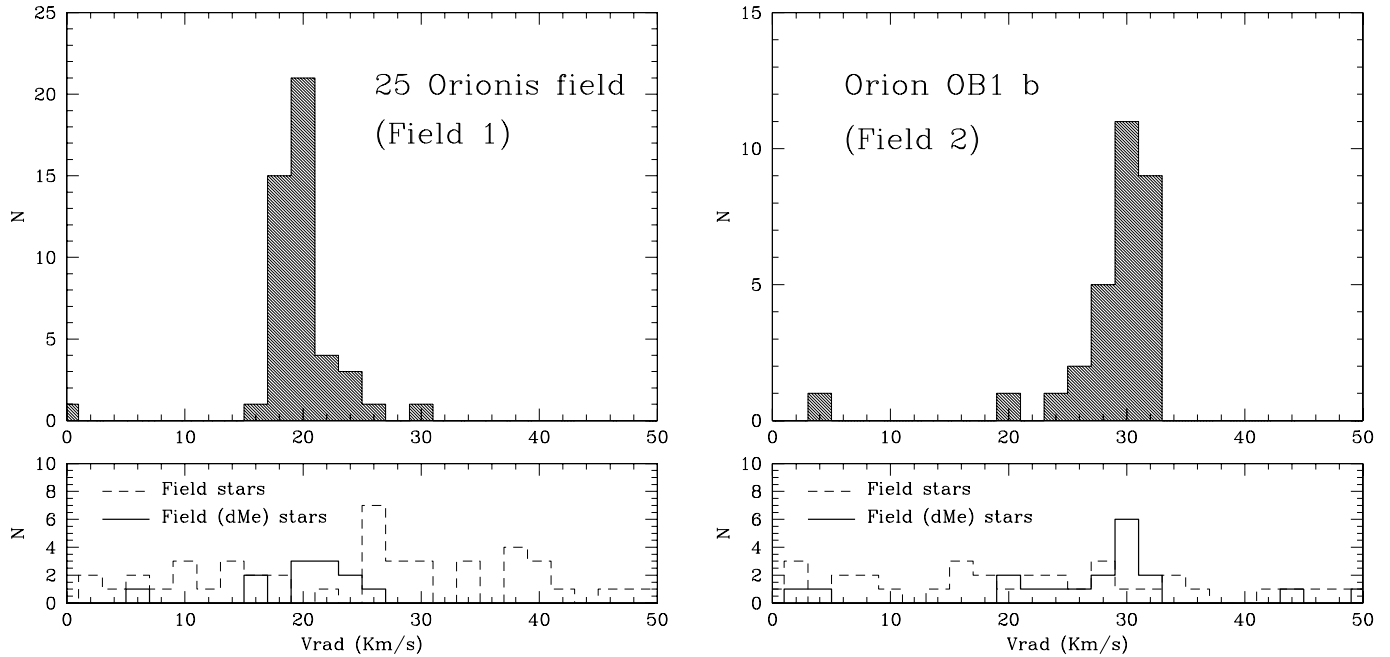 25
20
15
10
5
0
N
25 Orionis field
(Field 1)
0 10 20 30 40 50
15
10
5
0
N
Orion OB1 b
(Field 2)
0 10 20 30 40 50
10
8
6
4
2
0
N
Field stars
Field (dMe) stars
0 10 20 30 40 50
Vrad (Km/s)
10
8
6
4
2
0
N
Field stars
Field (dMe) stars
0 10 20 30 40 50
Vrad (Km/s)